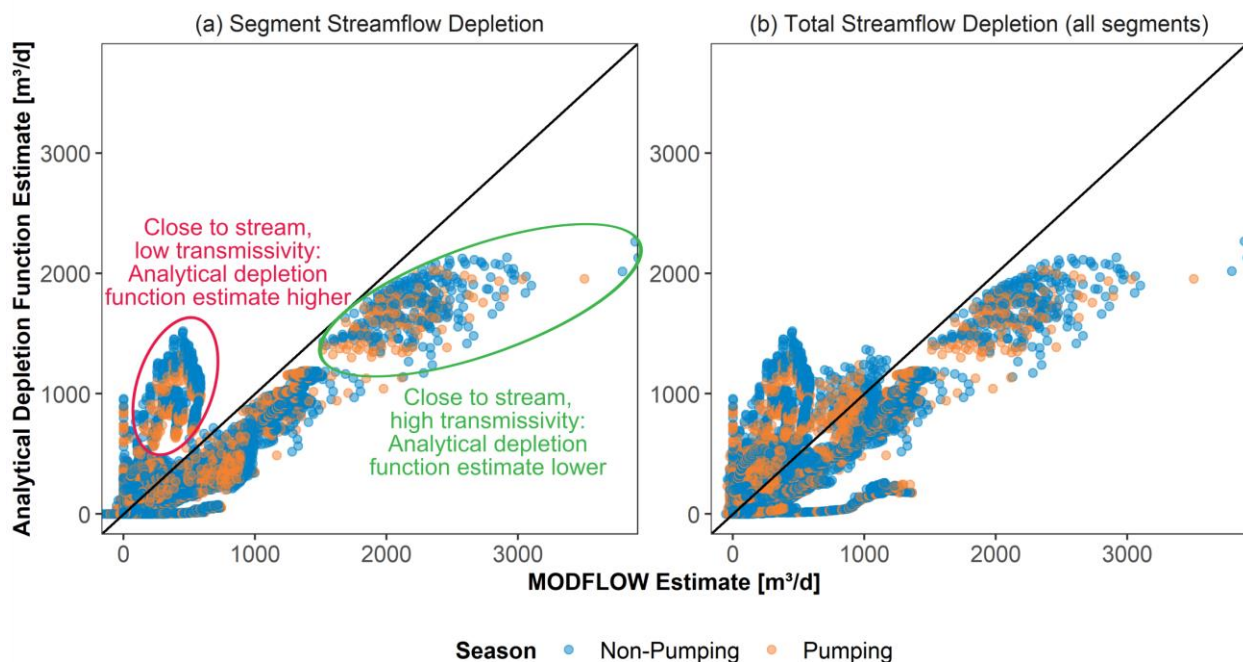 (a) Segment Streamflow Depletion
(b) Total Streamflow Depletion (all segments)
Analytical Depletion Function Estimate [m³/d]
3000
2000
1000
0
Close to stream,
low transmissivity:
Analytical depletion
function estimate higher
Close to stream,
high transmissivity:
Analytical depletion
function estimate lower
0 1000 2000 3000
3000
2000
1000
0
0 1000 2000 3000
MODFLOW Estimate [m³/d]
Season Non-Pumping Pumping